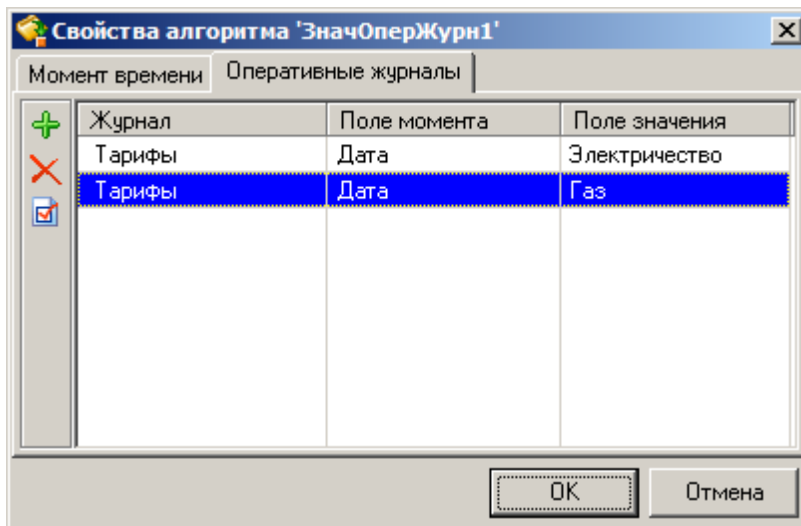 Свойства алгоритма 'ЗначОперЖурн1'
Момент времени Оперативные журналы
Журнал Поле момента Поле значения
Тарифы Дата Электричество
Тарифы Дата Газ
OK Отмена